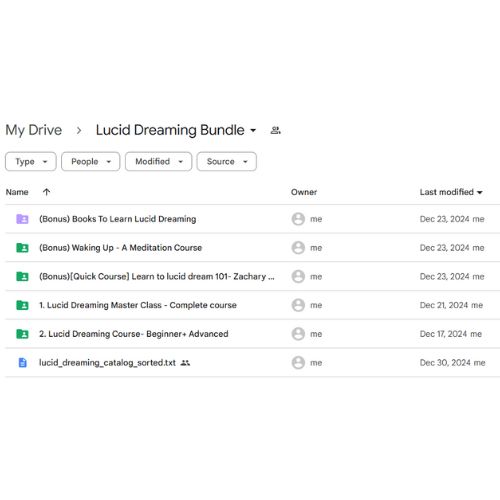 My Drive > Lucid Dreaming Bundle
Type People Modified Source
Name Owner Last modified
(Bonus) Books To Learn Lucid Dreaming me Dec 23, 2024 me
(Bonus) Waking Up - A Meditation Course me Dec 23, 2024 me
(Bonus)[Quick Course] Learn to lucid dream 101- Zachary ... me Dec 23, 2024 me
1. Lucid Dreaming Master Class - Complete course me Dec 21, 2024 me
2. Lucid Dreaming Course- Beginner+ Advanced me Dec 17, 2024 me
lucid_dreaming_catalog_sorted.txt me Dec 30, 2024 me